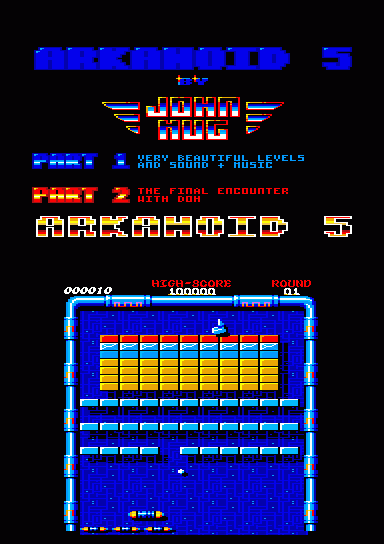 ARKANOID 5
BY
JOHN
MUG
PART 1 VERY BEAUTIFUL LEVELS
AND SOUND + MUSIC
PART 2 THE FINAL ENCOUNTER
WITH DOH
ARKANOID 5
HIGH-SCORE ROUND
000010 100000 01